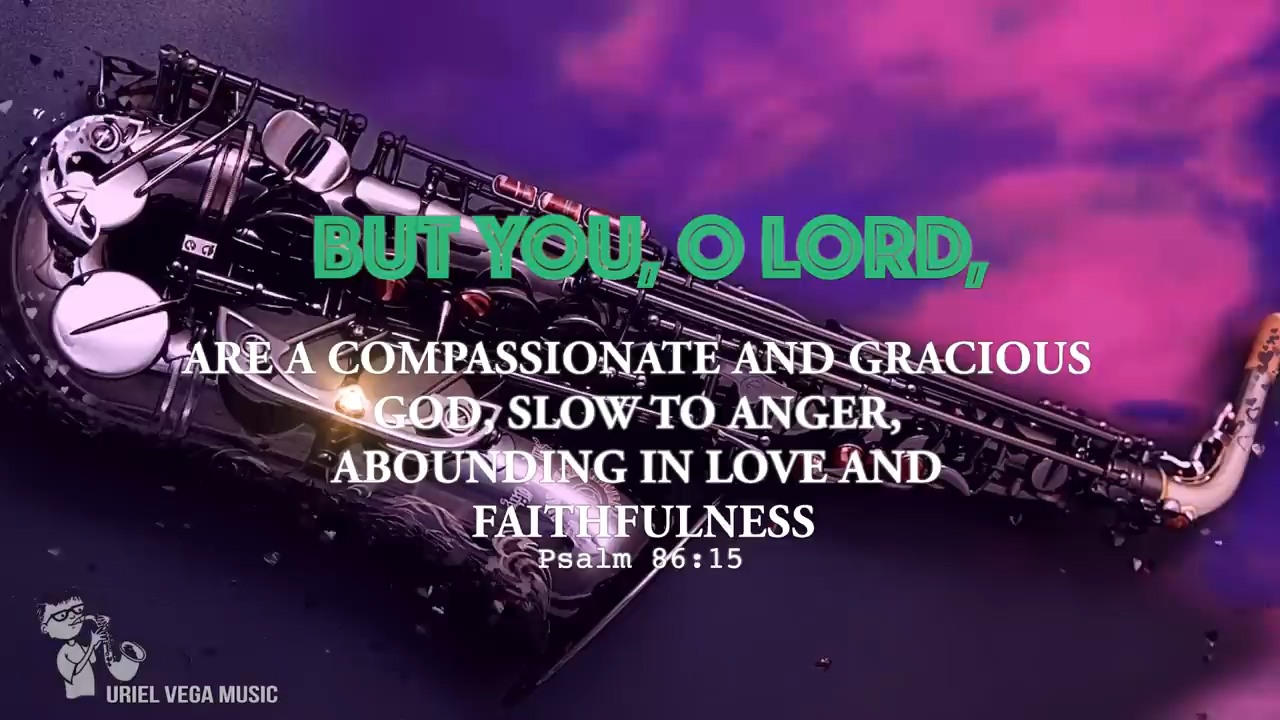 BUT YOU, O LORD,
ARE A COMPASSIONATE AND GRACIOUS
GOD, SLOW TO ANGER,
ABOUNDING IN LOVE AND
FAITHFULNESS
Psalm 86:15
URIEL VEGA MUSIC